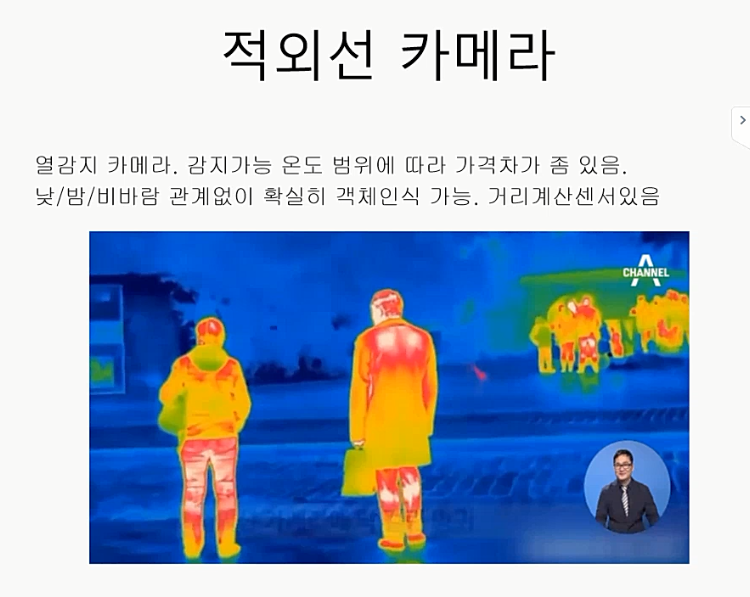 적외선 카메라
열감지 카메라. 감지가능 온도 범위에 따라 가격차가 좀 있음.
낮/밤/비바람 관계없이 확실히 객체인식 가능. 거리계산센서있음
CHANNEL A